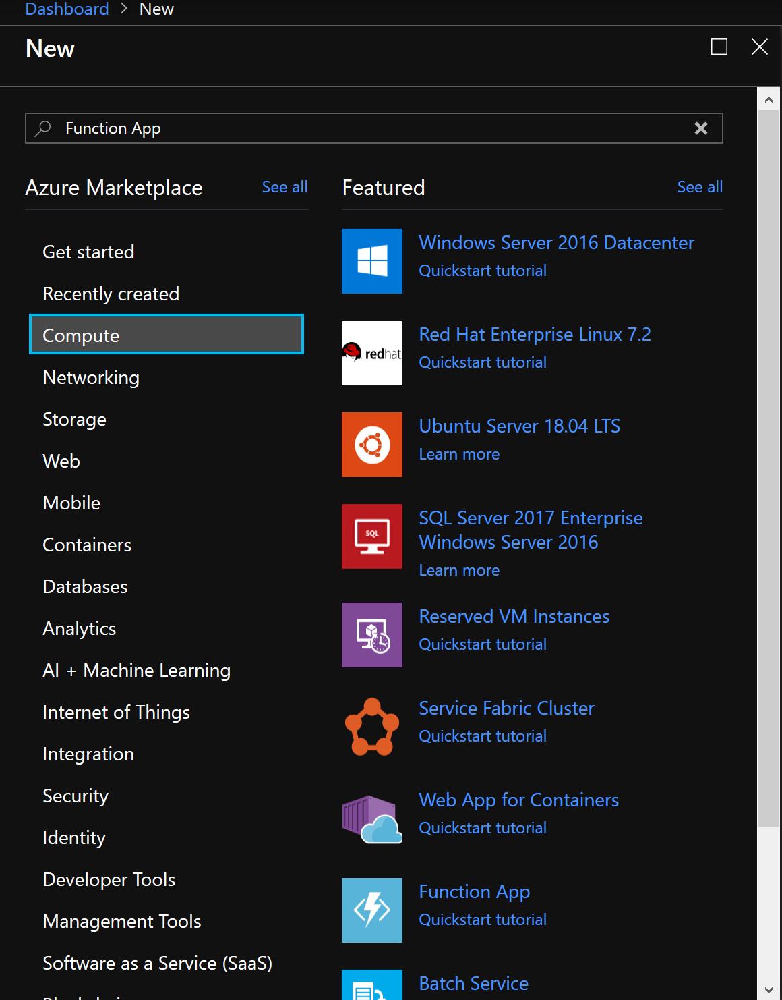 Dashboard > New
New
Function App
Azure Marketplace See all
Get started
Recently created
Compute
Networking
Storage
Web
Mobile
Containers
Databases
Analytics
AI + Machine Learning
Internet of Things
Integration
Security
Identity
Developer Tools
Management Tools
Software as a Service (SaaS)
Featured See all
Windows Server 2016 Datacenter
Quickstart tutorial
redhat.
Red Hat Enterprise Linux 7.2
Quickstart tutorial
Ubuntu Server 18.04 LTS
Learn more
SQL
SQL Server 2017 Enterprise
Windows Server 2016
Learn more
Reserved VM Instances
Quickstart tutorial
Service Fabric Cluster
Quickstart tutorial
Web App for Containers
Quickstart tutorial
Function App
Quickstart tutorial
Batch Service